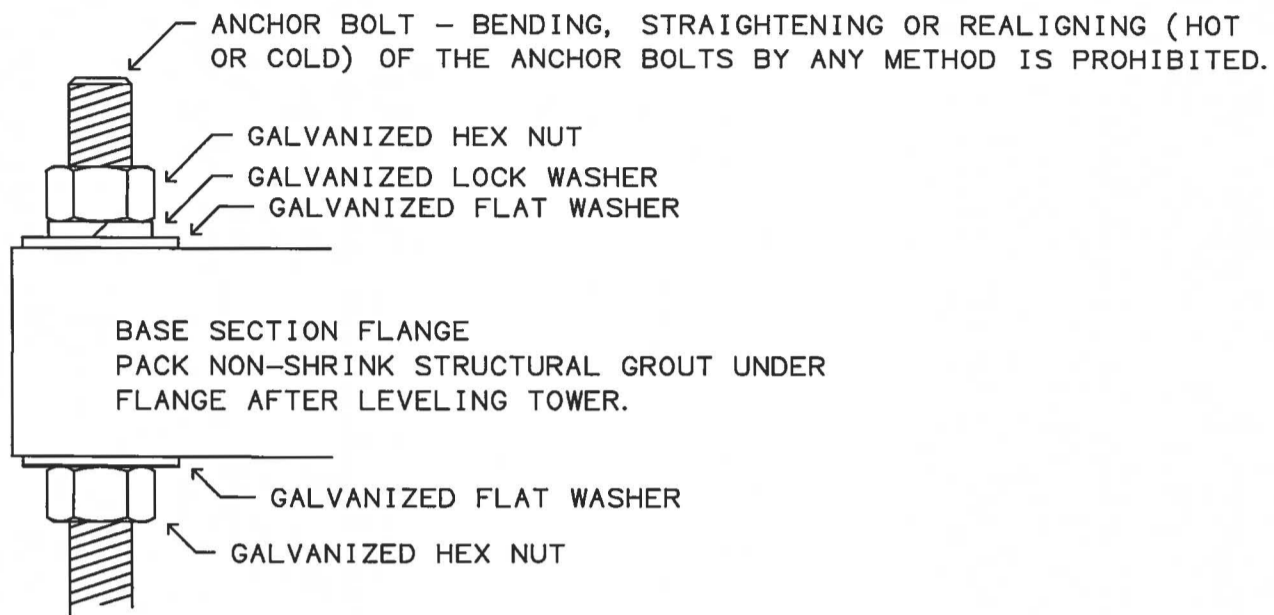 ANCHOR BOLT – BENDING, STRAIGHTENING OR REALIGNING (HOT
OR COLD) OF THE ANCHOR BOLTS BY ANY METHOD IS PROHIBITED.
GALVANIZED HEX NUT
GALVANIZED LOCK WASHER
GALVANIZED FLAT WASHER
BASE SECTION FLANGE
PACK NON–SHRINK STRUCTURAL GROUT UNDER
FLANGE AFTER LEVELING TOWER.
GALVANIZED FLAT WASHER
GALVANIZED HEX NUT